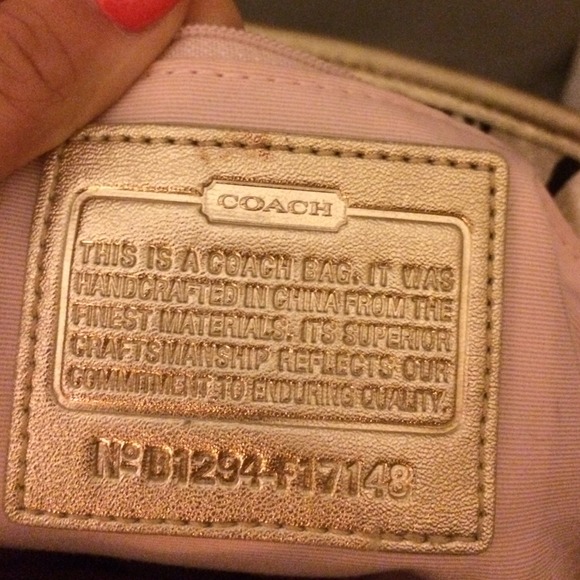 COACH
THIS IS A COACH BAG. IT WAS
HANDCRAFTED IN CHINA FROM THE
FINEST MATERIALS. ITS SUPERIOR
CRAFTSMANSHIP REFLECTS OUR
COMMITMENT TO ENDURING QUALITY.
Nº B1294-F17148